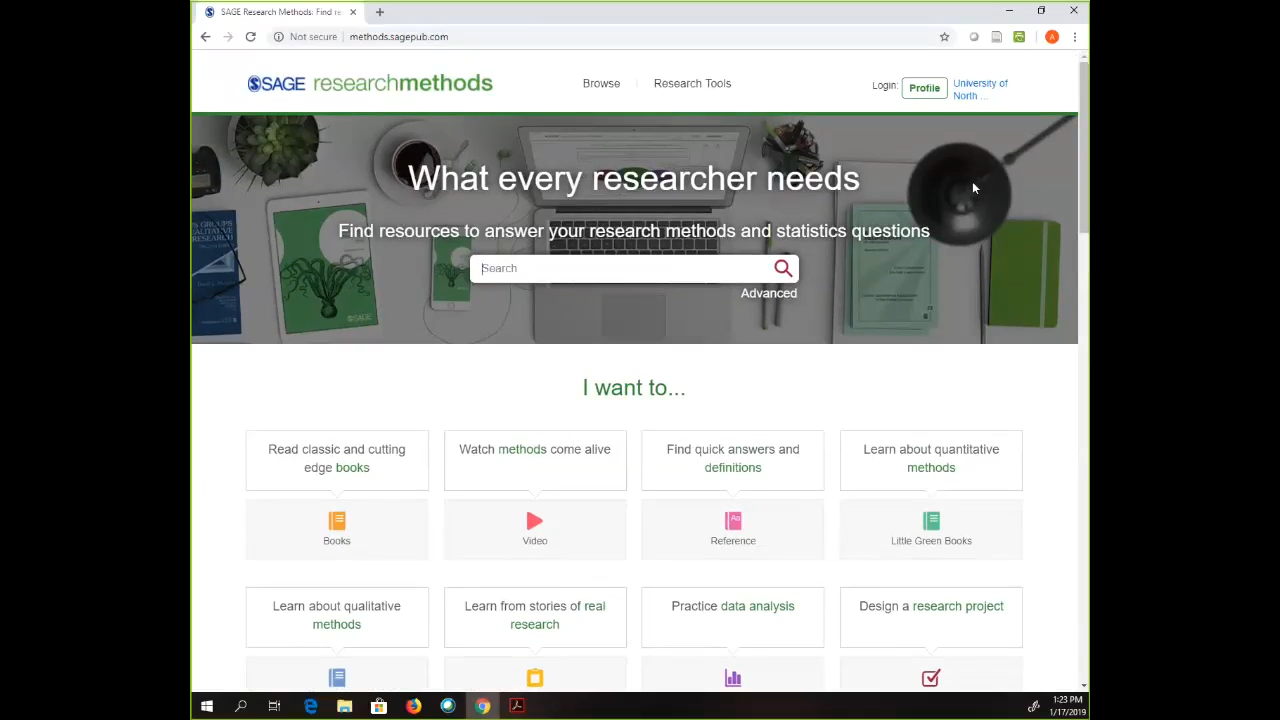 SAGE Research Methods: Find re
Not secure
methods.sagepub.com
A
SAGE researchmethods
Browse
Research Tools
Login:
Profile
University of
North ...
What every researcher needs
Find resources to answer your research methods and statistics questions
Search
Advanced
SAGE
I want to...
Read classic and cutting
edge books
Watch methods come alive
Find quick answers and
definitions
Learn about quantitative
methods
Books
Video
Aa
Reference
Little Green Books
Learn about qualitative
methods
Learn from stories of real
research
Practice data analysis
Design a research project
1:23 PM
1/17/2019